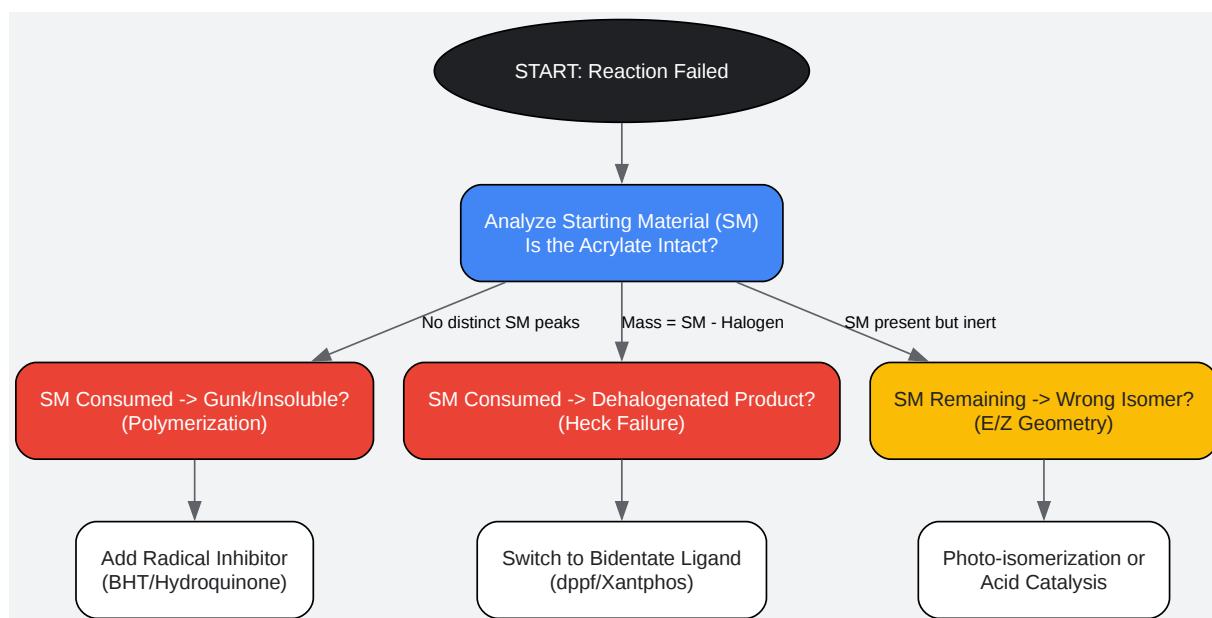 START: Reaction Failed
Analyze Starting Material (SM)
Is the Acrylate Intact?
No distinct SM peaks
Mass = SM - Halogen
SM present but inert
SM Consumed -> Gunk/Insoluble?
(Polymerization)
SM Consumed -> Dehalogenated Product?
(Heck Failure)
SM Remaining -> Wrong Isomer?
(E/Z Geometry)
Add Radical Inhibitor
(BHT/Hydroquinone)
Switch to Bidentate Ligand
(dppf/Xantphos)
Photo-isomerization or
Acid Catalysis